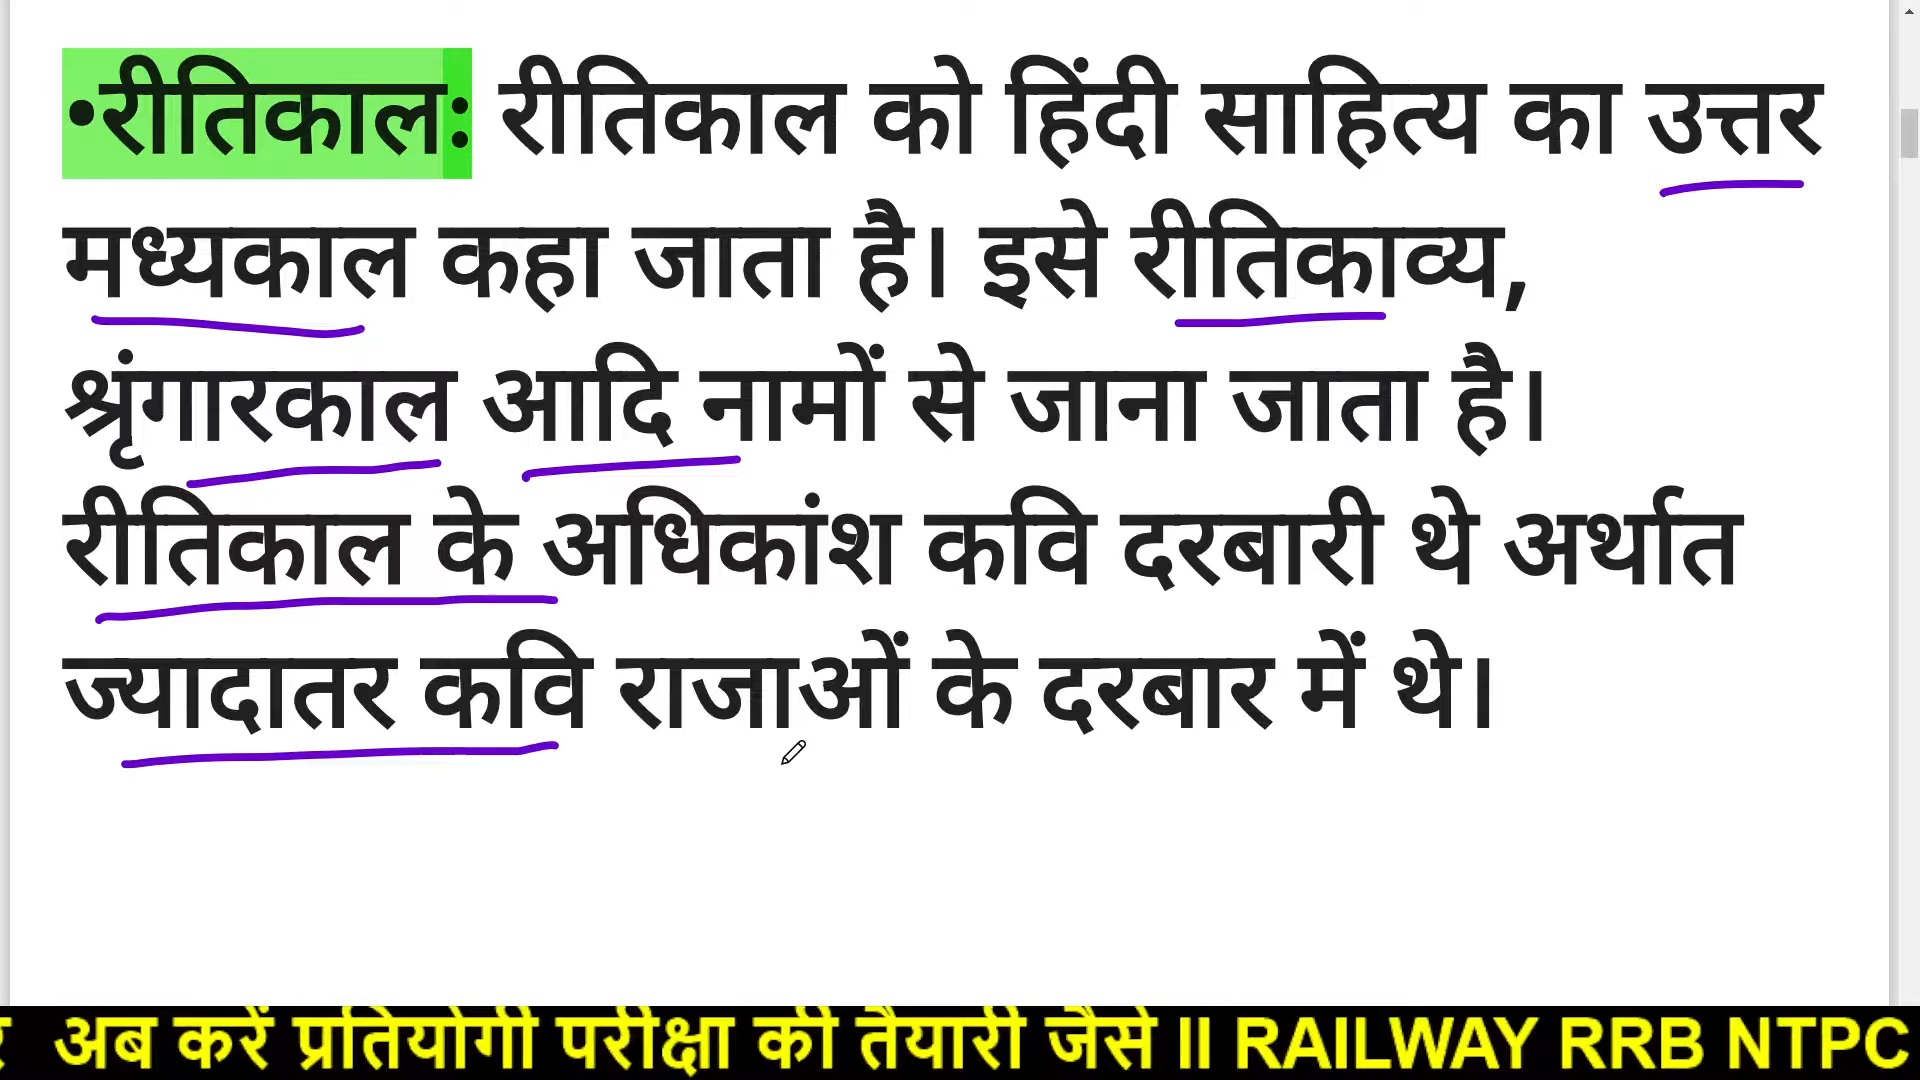 •रीतिकाल: रीतिकाल को हिंदी साहित्य का उत्तर
मध्यकाल कहा जाता है। इसे रीतिकाव्य,
श्रृंगारकाल आदि नामों से जाना जाता है।
रीतिकाल के अधिकांश कवि दरबारी थे अर्थात
ज्यादातर कवि राजाओं के दरबार में थे।
अब करें प्रतियोगी परीक्षा की तैयारी जैसे II RAILWAY RRB NTPC